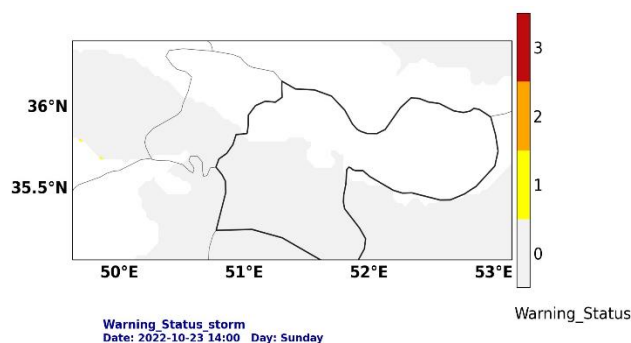 3
36°N
2
1
35.5°N
0
50°E 51°E 52°E 53°E
Warning_Status
Warning_Status_storm
Date: 2022-10-23 14:00 Day: Sunday